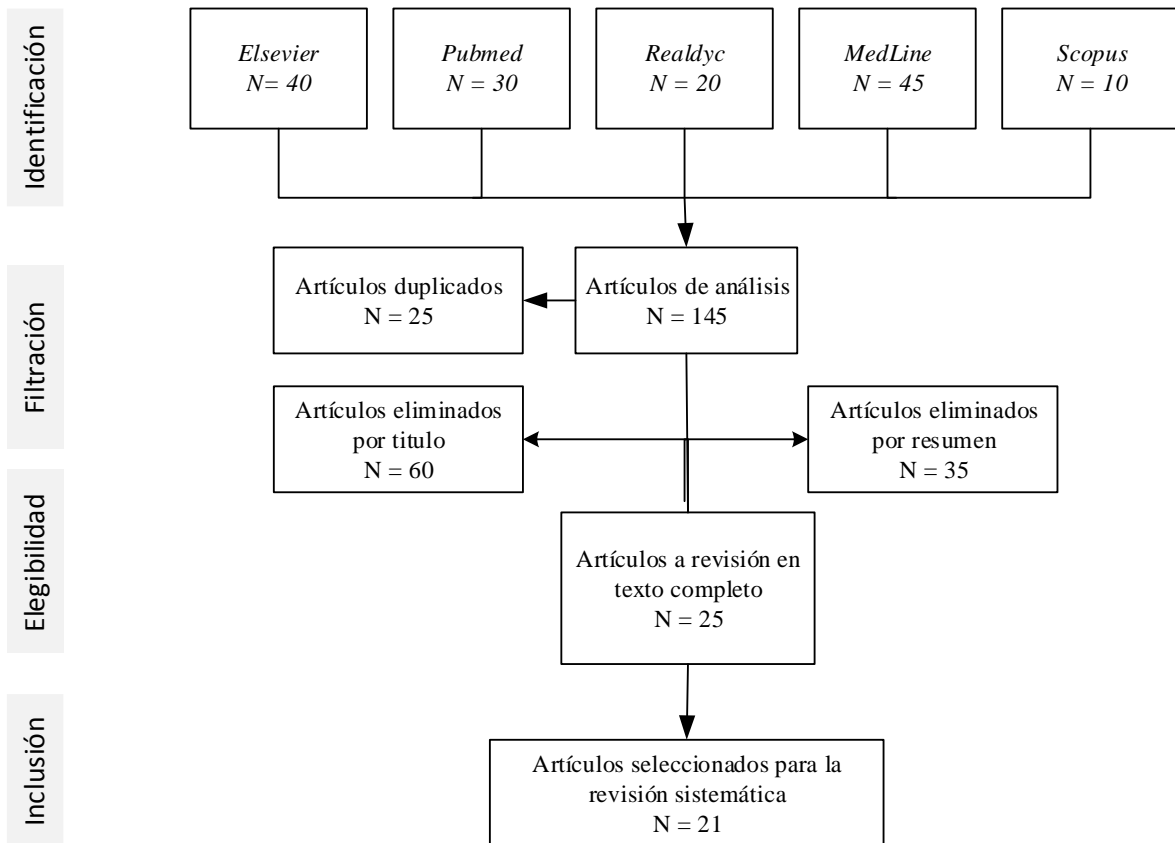 Identificación
Elsevier
N= 40
Pubmed
N = 30
Realdyc
N = 20
MedLine
N = 45
Scopus
N = 10
Filtración
Artículos duplicados
N = 25
Artículos de análisis
N = 145
Artículos eliminados
por titulo
N = 60
Artículos eliminados
por resumen
N = 35
Elegibilidad
Artículos a revisión en
texto completo
N = 25
Inclusión
Artículos seleccionados para la
revisión sistemática
N = 21